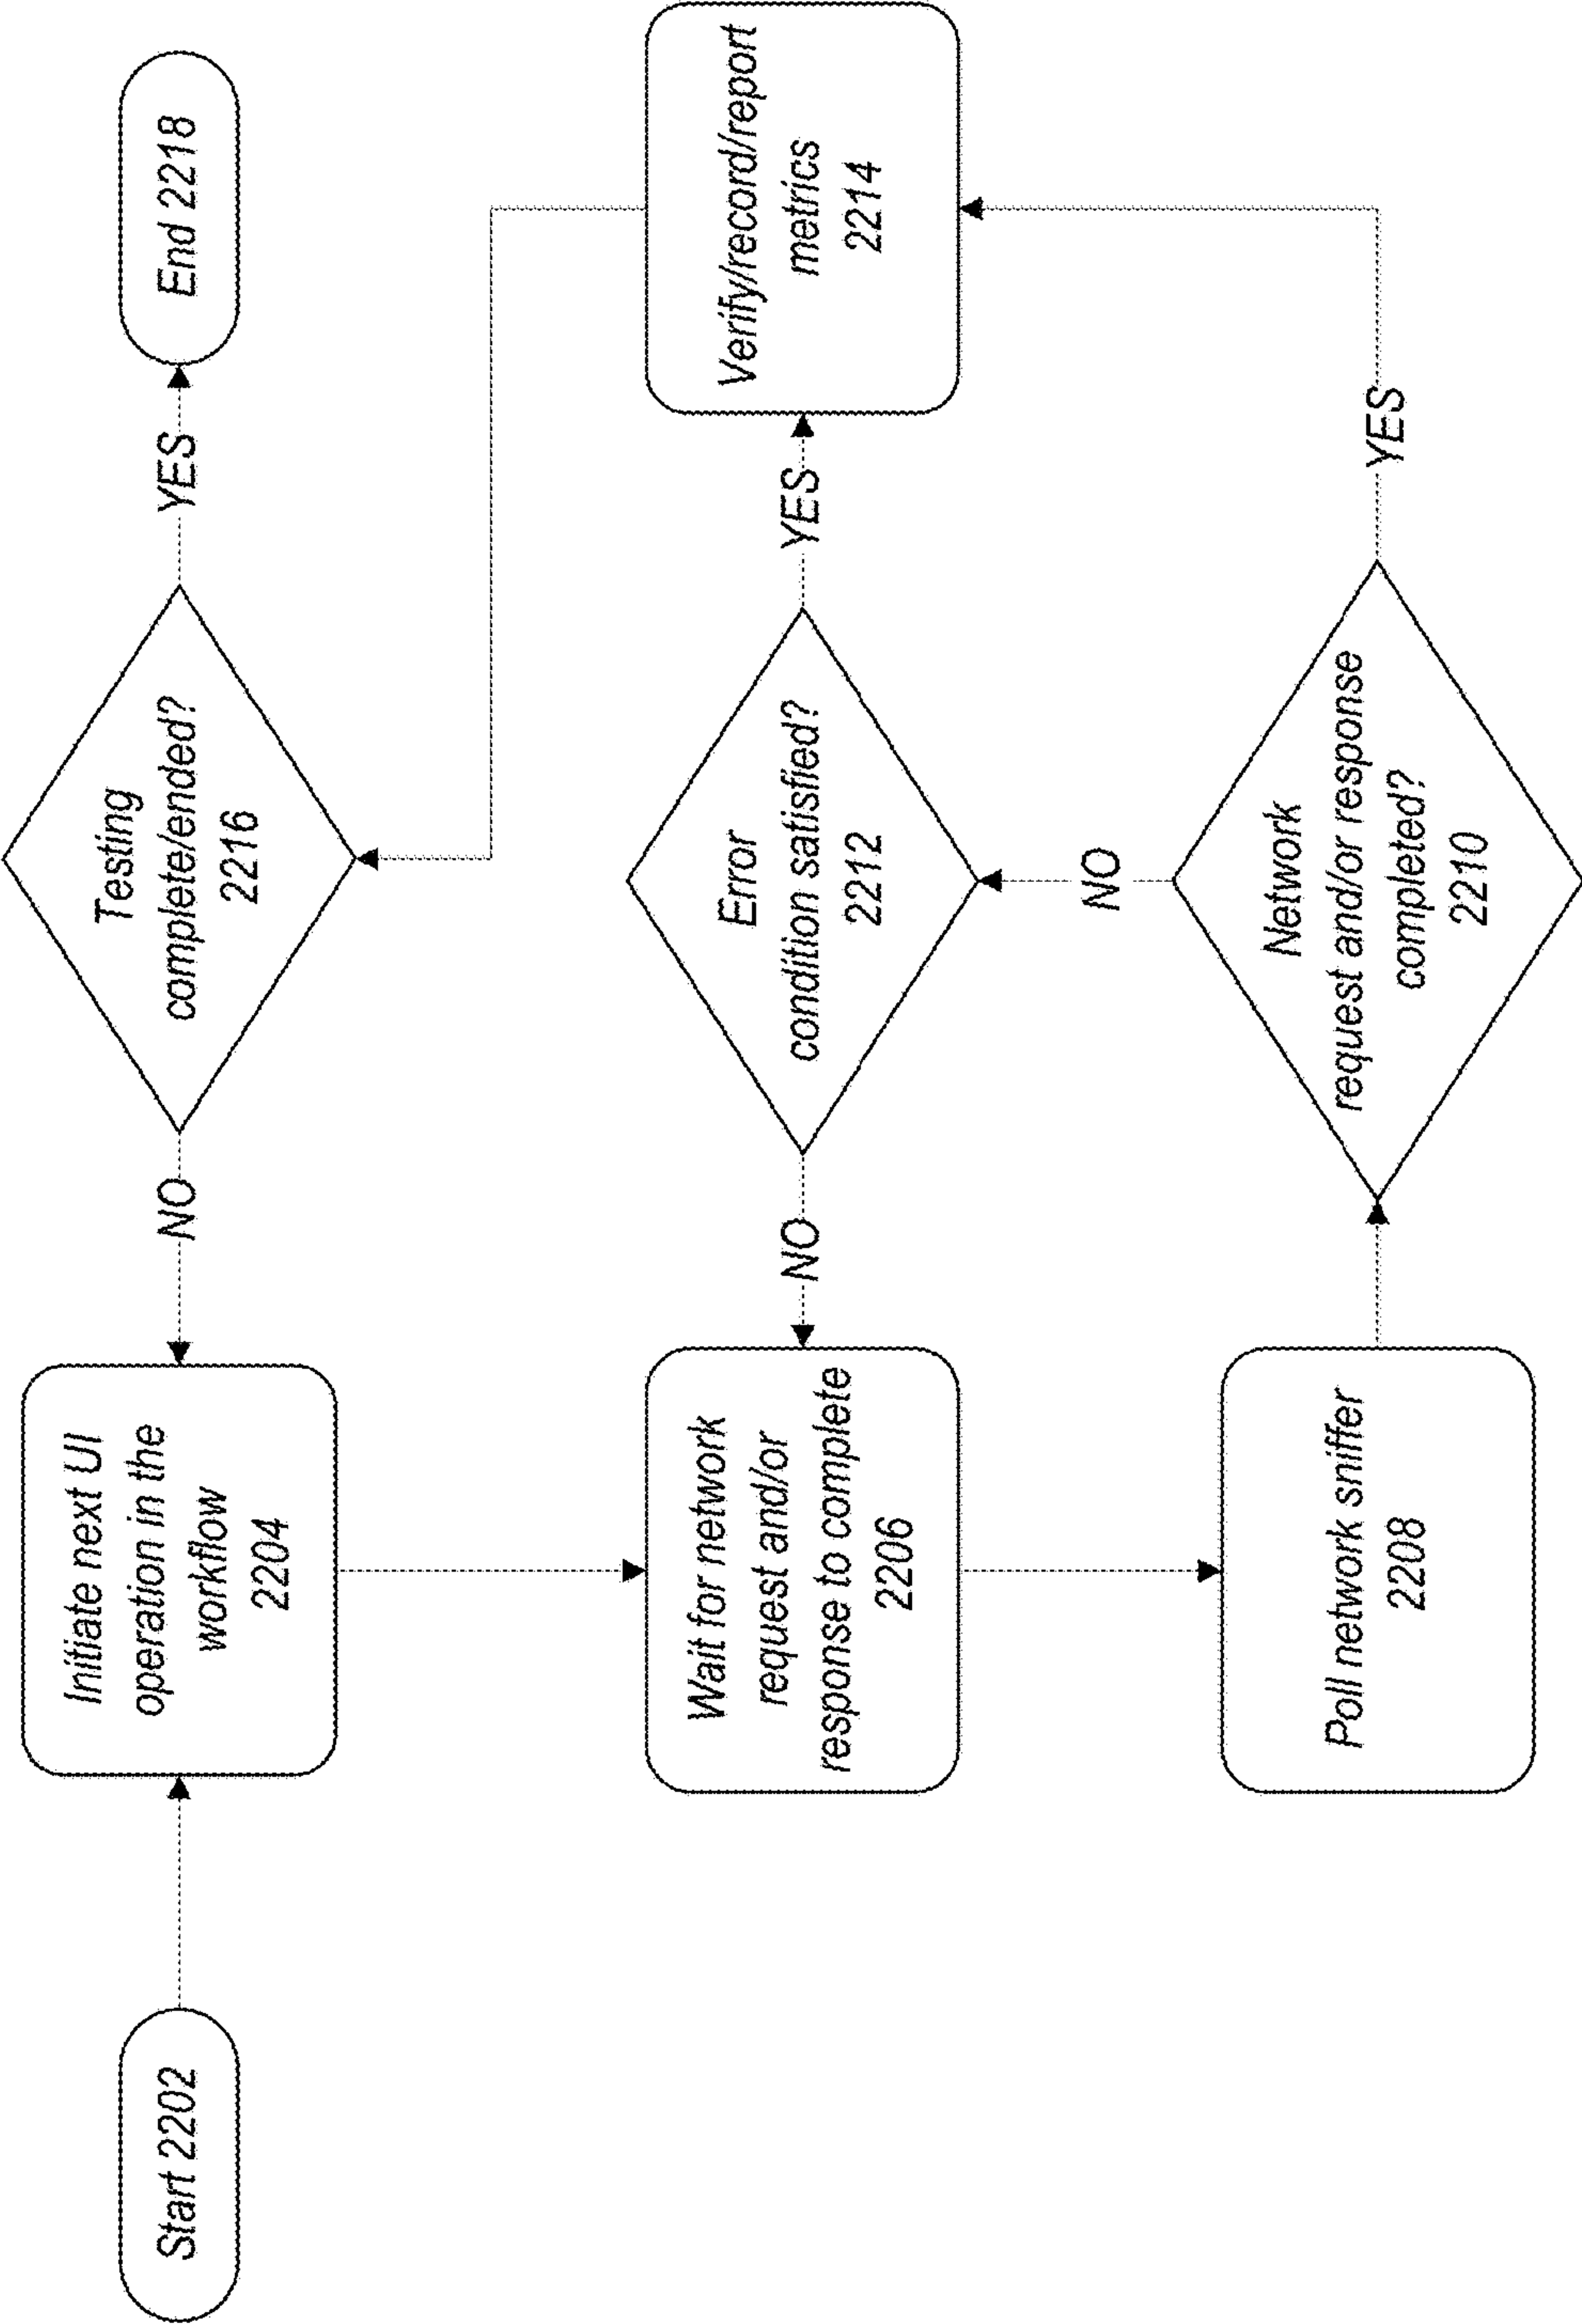 Start 2202
Initiate next UI
operation in the
workflow
2204
NO
Testing
complete/ended?
2216
YES
End 2218
Wait for network
request and/or
response to complete
2206
NO
Error
condition satisfied?
2212
YES
Verify/record/report
metrics
2214
NO
Poll network sniffer
2208
Network
request and/or response
completed?
2210
YES